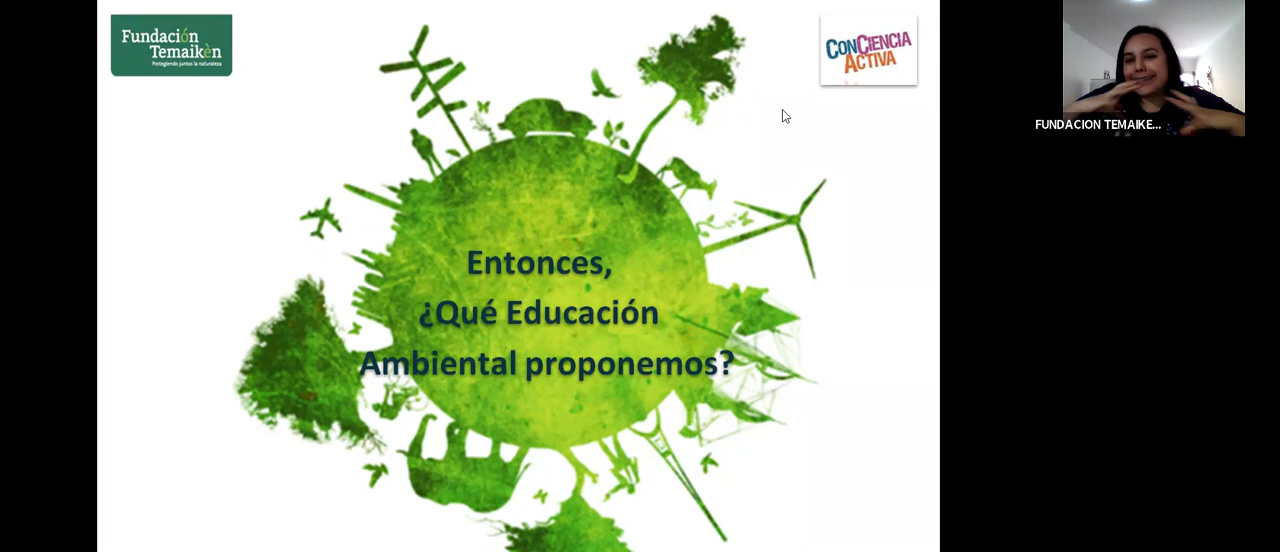 Fundación
Temaikèn
Protegiendo juntos la naturaleza
CONCIENCIA
ACTIVA
FUNDACION TEMAIKE...
Entonces,
¿Qué Educación
Ambiental proponemos?